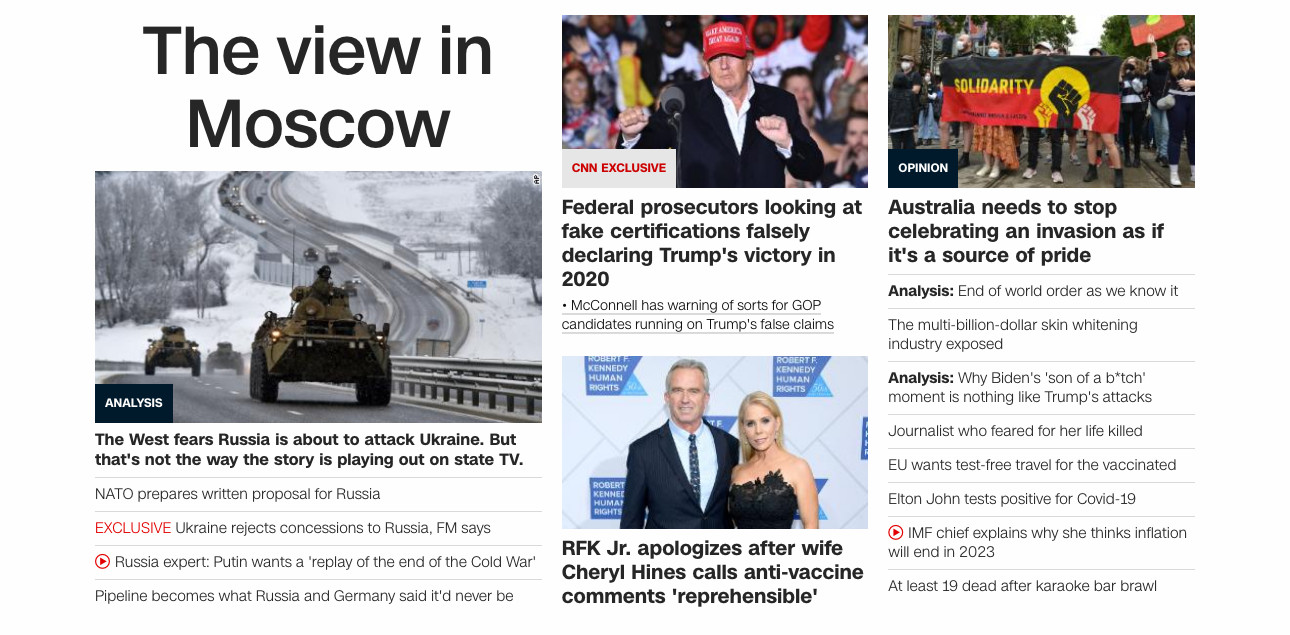 The view in
Moscow
AP
ANALYSIS
The West fears Russia is about to attack Ukraine. But
that's not the way the story is playing out on state TV.
NATO prepares written proposal for Russia
EXCLUSIVE Ukraine rejects concessions to Russia, FM says
Russia expert: Putin wants a 'replay of the end of the Cold War'
Pipeline becomes what Russia and Germany said it'd never be
MAKE AMERICA
GREAT AGAIN
CNN EXCLUSIVE
Federal prosecutors looking at
fake certifications falsely
declaring Trump's victory in
2020
• McConnell has warning of sorts for GOP
candidates running on Trump's false claims
ROBERT F.
KENNEDY
HUMAN
RIGHTS
ROBERT F.
KENNEDY
HUMAN
RIGHTS
RFK Jr. apologizes after wife
Cheryl Hines calls anti-vaccine
comments 'reprehensible'
SOLIDARITY
OPINION
Australia needs to stop
celebrating an invasion as if
it's a source of pride
Analysis: End of world order as we know it
The multi-billion-dollar skin whitening
industry exposed
Analysis: Why Biden's 'son of a b*tch'
moment is nothing like Trump's attacks
Journalist who feared for her life killed
EU wants test-free travel for the vaccinated
Elton John tests positive for Covid-19
IMF chief explains why she thinks inflation
will end in 2023
At least 19 dead after karaoke bar brawl